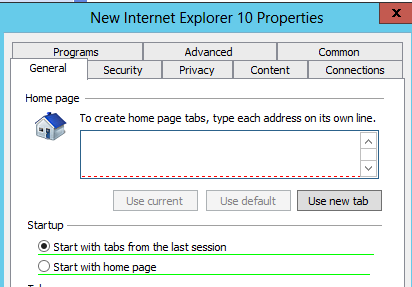 New Internet Explorer 10 Properties
x
Programs Advanced Common
General Security Privacy Content Connections
Home page
To create home page tabs, type each address on its own line.
Use current Use default Use new tab
Startup
Start with tabs from the last session
Start with home page